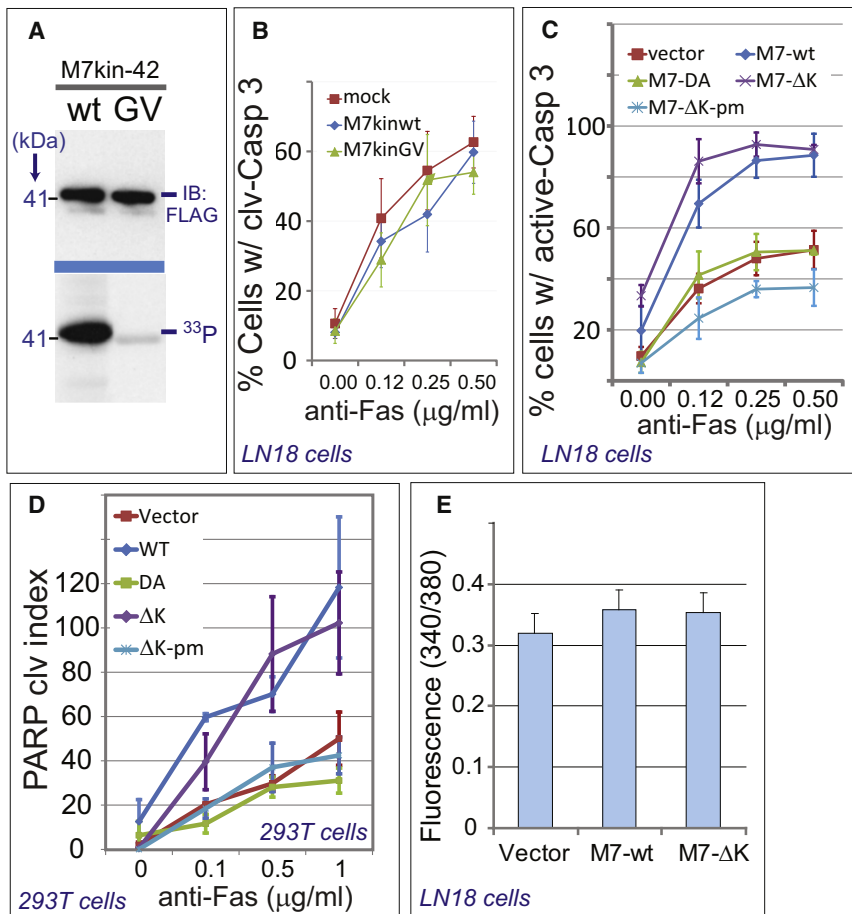 A
M7kin-42
wt GV
(kDa)
41
IB:
FLAG
41
33P
B
% Cells w/ clv-Casp 3
mock
M7kinwt
M7kinGV
60
40
20
0
0.00 0.12 0.25 0.50
anti-Fas (µg/ml)
LN18 cells
C
% cells w/ active-Casp 3
vector M7-wt
M7-DA M7-ΔK
M7-ΔK-pm
100
60
20
0.00 0.12 0.25 0.50
anti-Fas (µg/ml)
LN18 cells
D
PARP clv index
Vector
WT
DA
ΔK
ΔK-pm
120
100
80
60
40
20
0
293T cells
0 0.1 0.5 1
anti-Fas (µg/ml)
293T cells
E
Fluorescence (340/380)
0.4
0.3
0.2
0.1
0
Vector M7-wt M7-ΔK
LN18 cells